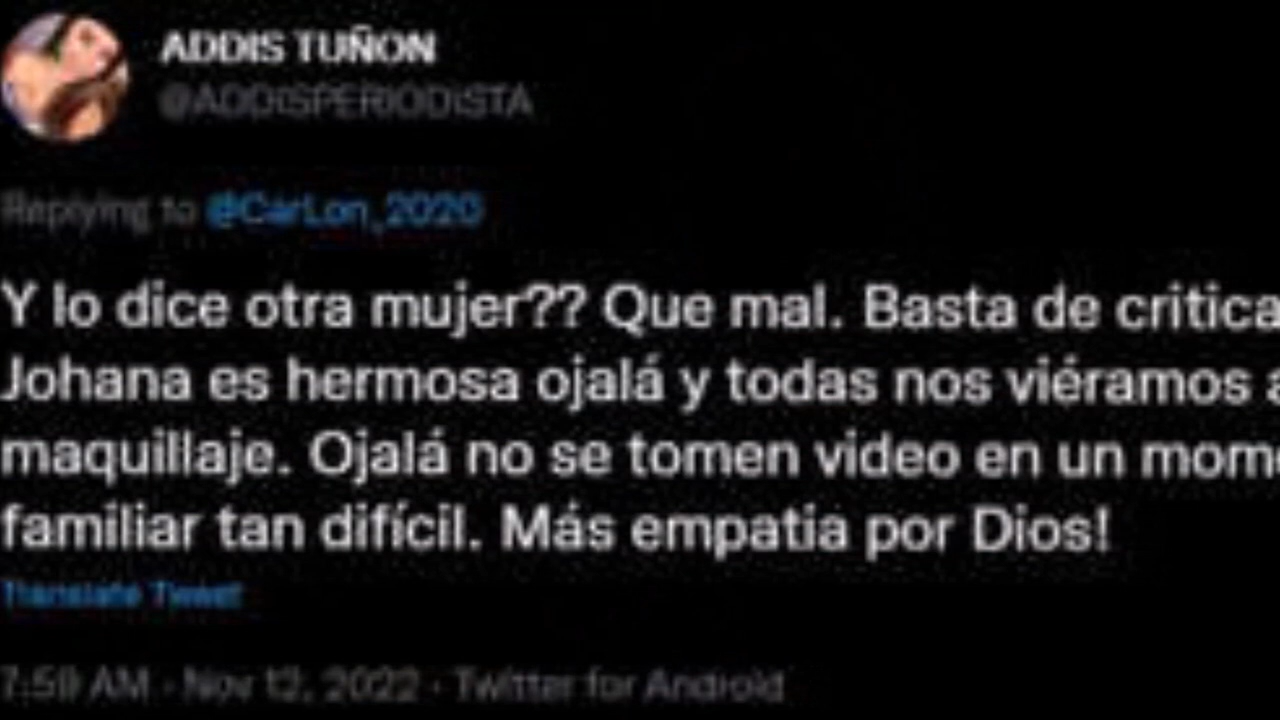 ADDIS TUÑON
@ADDISPERIODISTA
Replying to @CarLon_2020
Y lo dice otra mujer?? Que mal. Basta de critica
Johana es hermosa ojalá y todas nos viéramos a
maquillaje. Ojalá no se tomen video en un mome
familiar tan difícil. Más empatia por Dios!
Translate Tweet
7:59 AM · Nov 12, 2022 · Twitter for Android